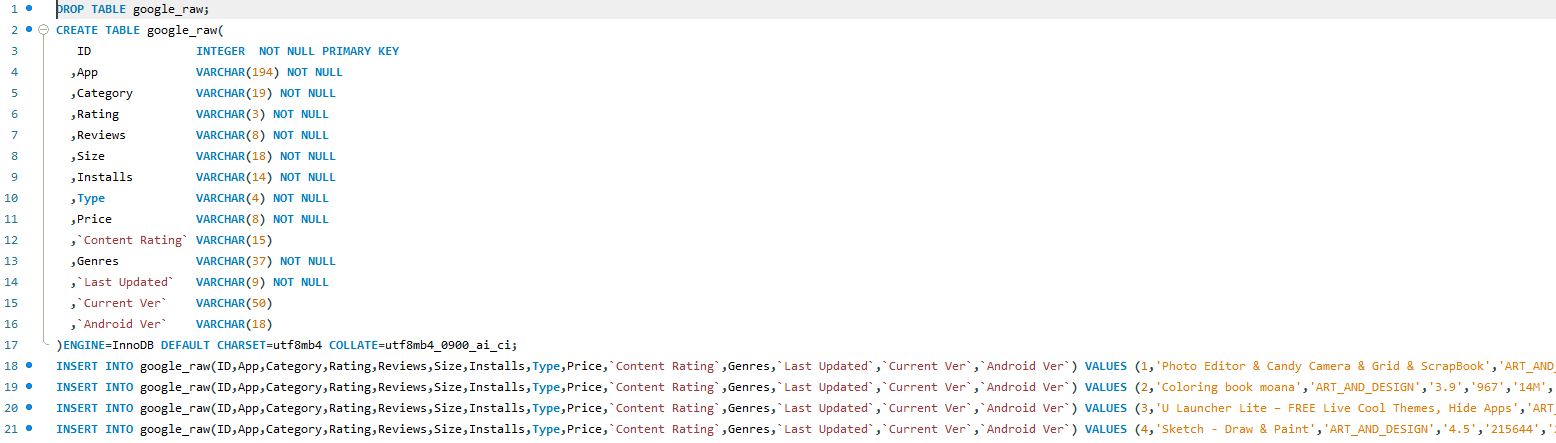 1 DROP TABLE google_raw;
2 CREATE TABLE google_raw(
3 ID INTEGER NOT NULL PRIMARY KEY
4 ,App VARCHAR(194) NOT NULL
5 ,Category VARCHAR(19) NOT NULL
6 ,Rating VARCHAR(3) NOT NULL
7 ,Reviews VARCHAR(8) NOT NULL
8 ,Size VARCHAR(18) NOT NULL
9 ,Installs VARCHAR(14) NOT NULL
10 ,Type VARCHAR(4) NOT NULL
11 ,Price VARCHAR(8) NOT NULL
12 ,`Content Rating` VARCHAR(15)
13 ,Genres VARCHAR(37) NOT NULL
14 ,`Last Updated` VARCHAR(9) NOT NULL
15 ,`Current Ver` VARCHAR(50)
16 ,`Android Ver` VARCHAR(18)
17 )ENGINE=InnoDB DEFAULT CHARSET=utf8mb4 COLLATE=utf8mb4_0900_ai_ci;
18 INSERT INTO google_raw(ID,App,Category,Rating,Reviews,Size,Installs,Type,Price,`Content Rating`,Genres,`Last Updated`,`Current Ver`,`Android Ver`) VALUES (1,'Photo Editor & Candy Camera & Grid & ScrapBook','ART_AND_
19 INSERT INTO google_raw(ID,App,Category,Rating,Reviews,Size,Installs,Type,Price,`Content Rating`,Genres,`Last Updated`,`Current Ver`,`Android Ver`) VALUES (2,'Coloring book moana','ART_AND_DESIGN','3.9','967','14M',
20 INSERT INTO google_raw(ID,App,Category,Rating,Reviews,Size,Installs,Type,Price,`Content Rating`,Genres,`Last Updated`,`Current Ver`,`Android Ver`) VALUES (3,'U Launcher Lite – FREE Live Cool Themes, Hide Apps','ART_
21 INSERT INTO google_raw(ID,App,Category,Rating,Reviews,Size,Installs,Type,Price,`Content Rating`,Genres,`Last Updated`,`Current Ver`,`Android Ver`) VALUES (4,'Sketch - Draw & Paint','ART_AND_DESIGN','4.5','215644','